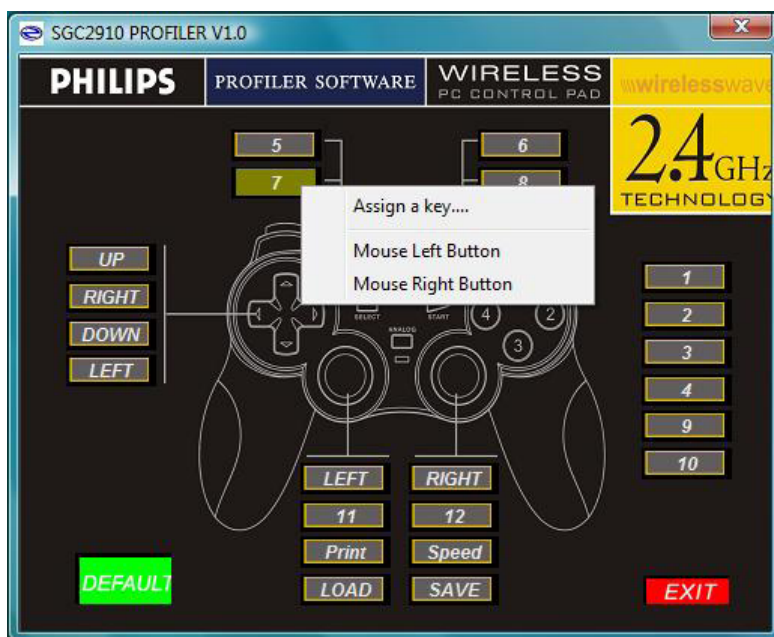 SGC2910 PROFILER V1.0
PHILIPS
PROFILER SOFTWARE
WIRELESS
PC CONTROL PAD
wirelesswave
2.4GHz
TECHNOLOGY
5
6
7
8
Assign a key....
Mouse Left Button
Mouse Right Button
UP
RIGHT
DOWN
LEFT
SELECT
START
ANALOG
4
2
3
1
2
3
4
9
10
LEFT
RIGHT
11
12
Print
Speed
LOAD
SAVE
DEFAULT
EXIT